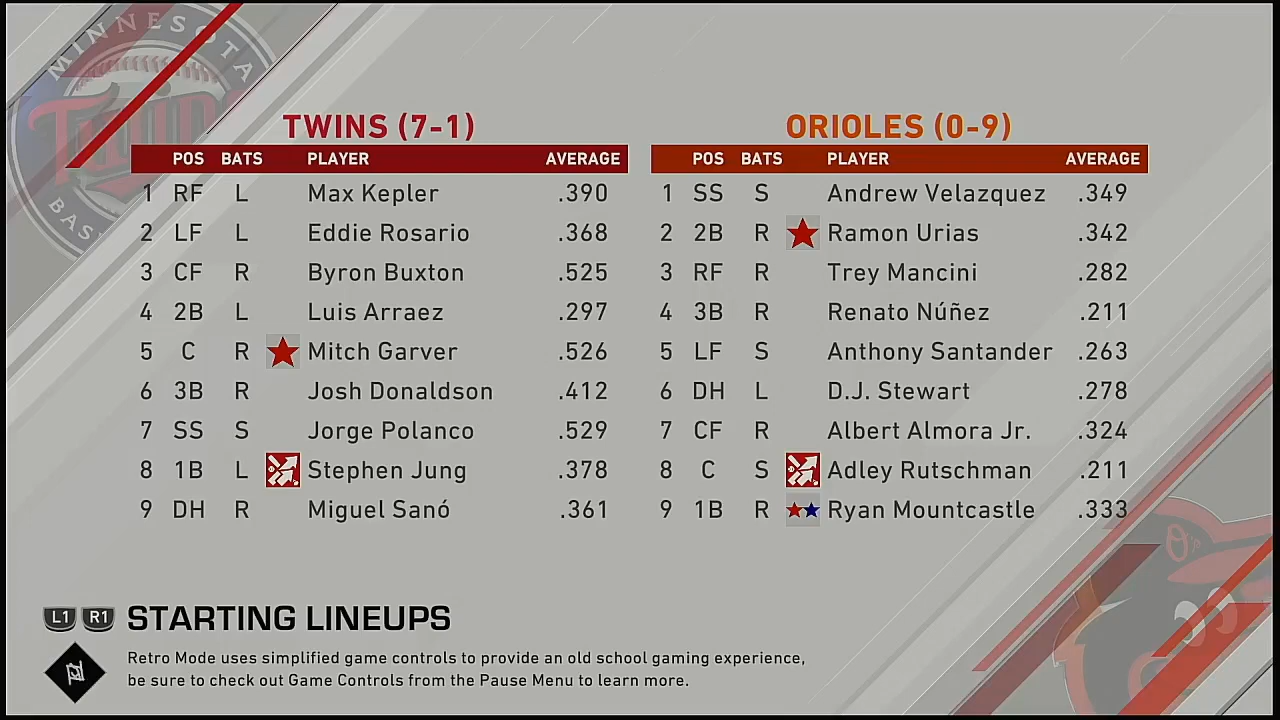 MINNESOTA
Twins
BAS
TWINS (7-1)
POS BATS PLAYER AVERAGE
1 RF L Max Kepler .390
2 LF L Eddie Rosario .368
3 CF R Byron Buxton .525
4 2B L Luis Arraez .297
5 C R Mitch Garver .526
6 3B R Josh Donaldson .412
7 SS S Jorge Polanco .529
8 1B L Stephen Jung .378
9 DH R Miguel Sanó .361
ORIOLES (0-9)
POS BATS PLAYER AVERAGE
1 SS S Andrew Velazquez .349
2 2B R Ramon Urias .342
3 RF R Trey Mancini .282
4 3B R Renato Núñez .211
5 LF S Anthony Santander .263
6 DH L D.J. Stewart .278
7 CF R Albert Almora Jr. .324
8 C S Adley Rutschman .211
9 1B R Ryan Mountcastle .333
O's
L1 R1 STARTING LINEUPS
Retro Mode uses simplified game controls to provide an old school gaming experience,
be sure to check out Game Controls from the Pause Menu to learn more.